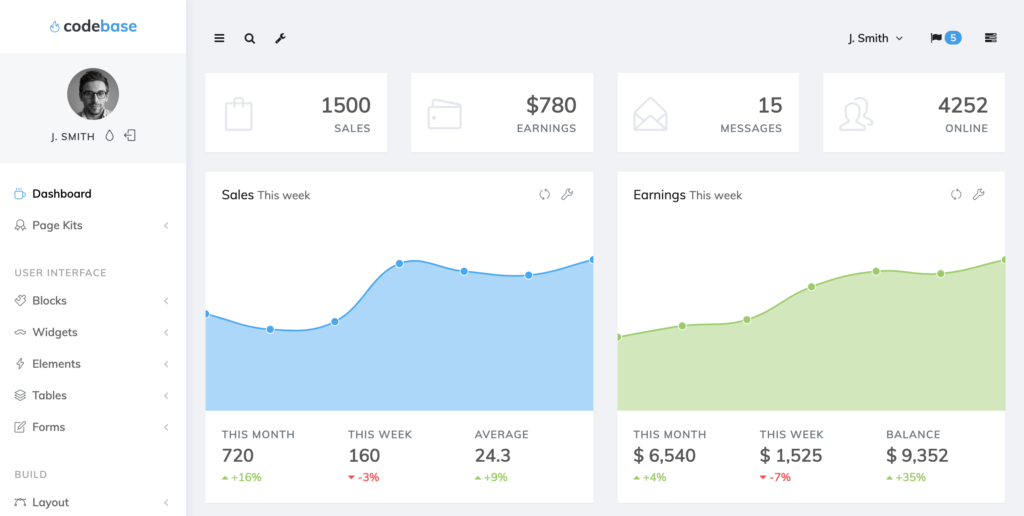 codebase
J. SMITH
Dashboard
Page Kits
USER INTERFACE
Blocks
Widgets
Elements
Tables
Forms
BUILD
Layout
J. Smith
5
1500
SALES
$780
EARNINGS
15
MESSAGES
4252
ONLINE
Sales This week
THIS MONTH
720
+16%
THIS WEEK
160
-3%
AVERAGE
24.3
+9%
Earnings This week
THIS MONTH
$ 6,540
+4%
THIS WEEK
$ 1,525
-7%
BALANCE
$ 9,352
+35%